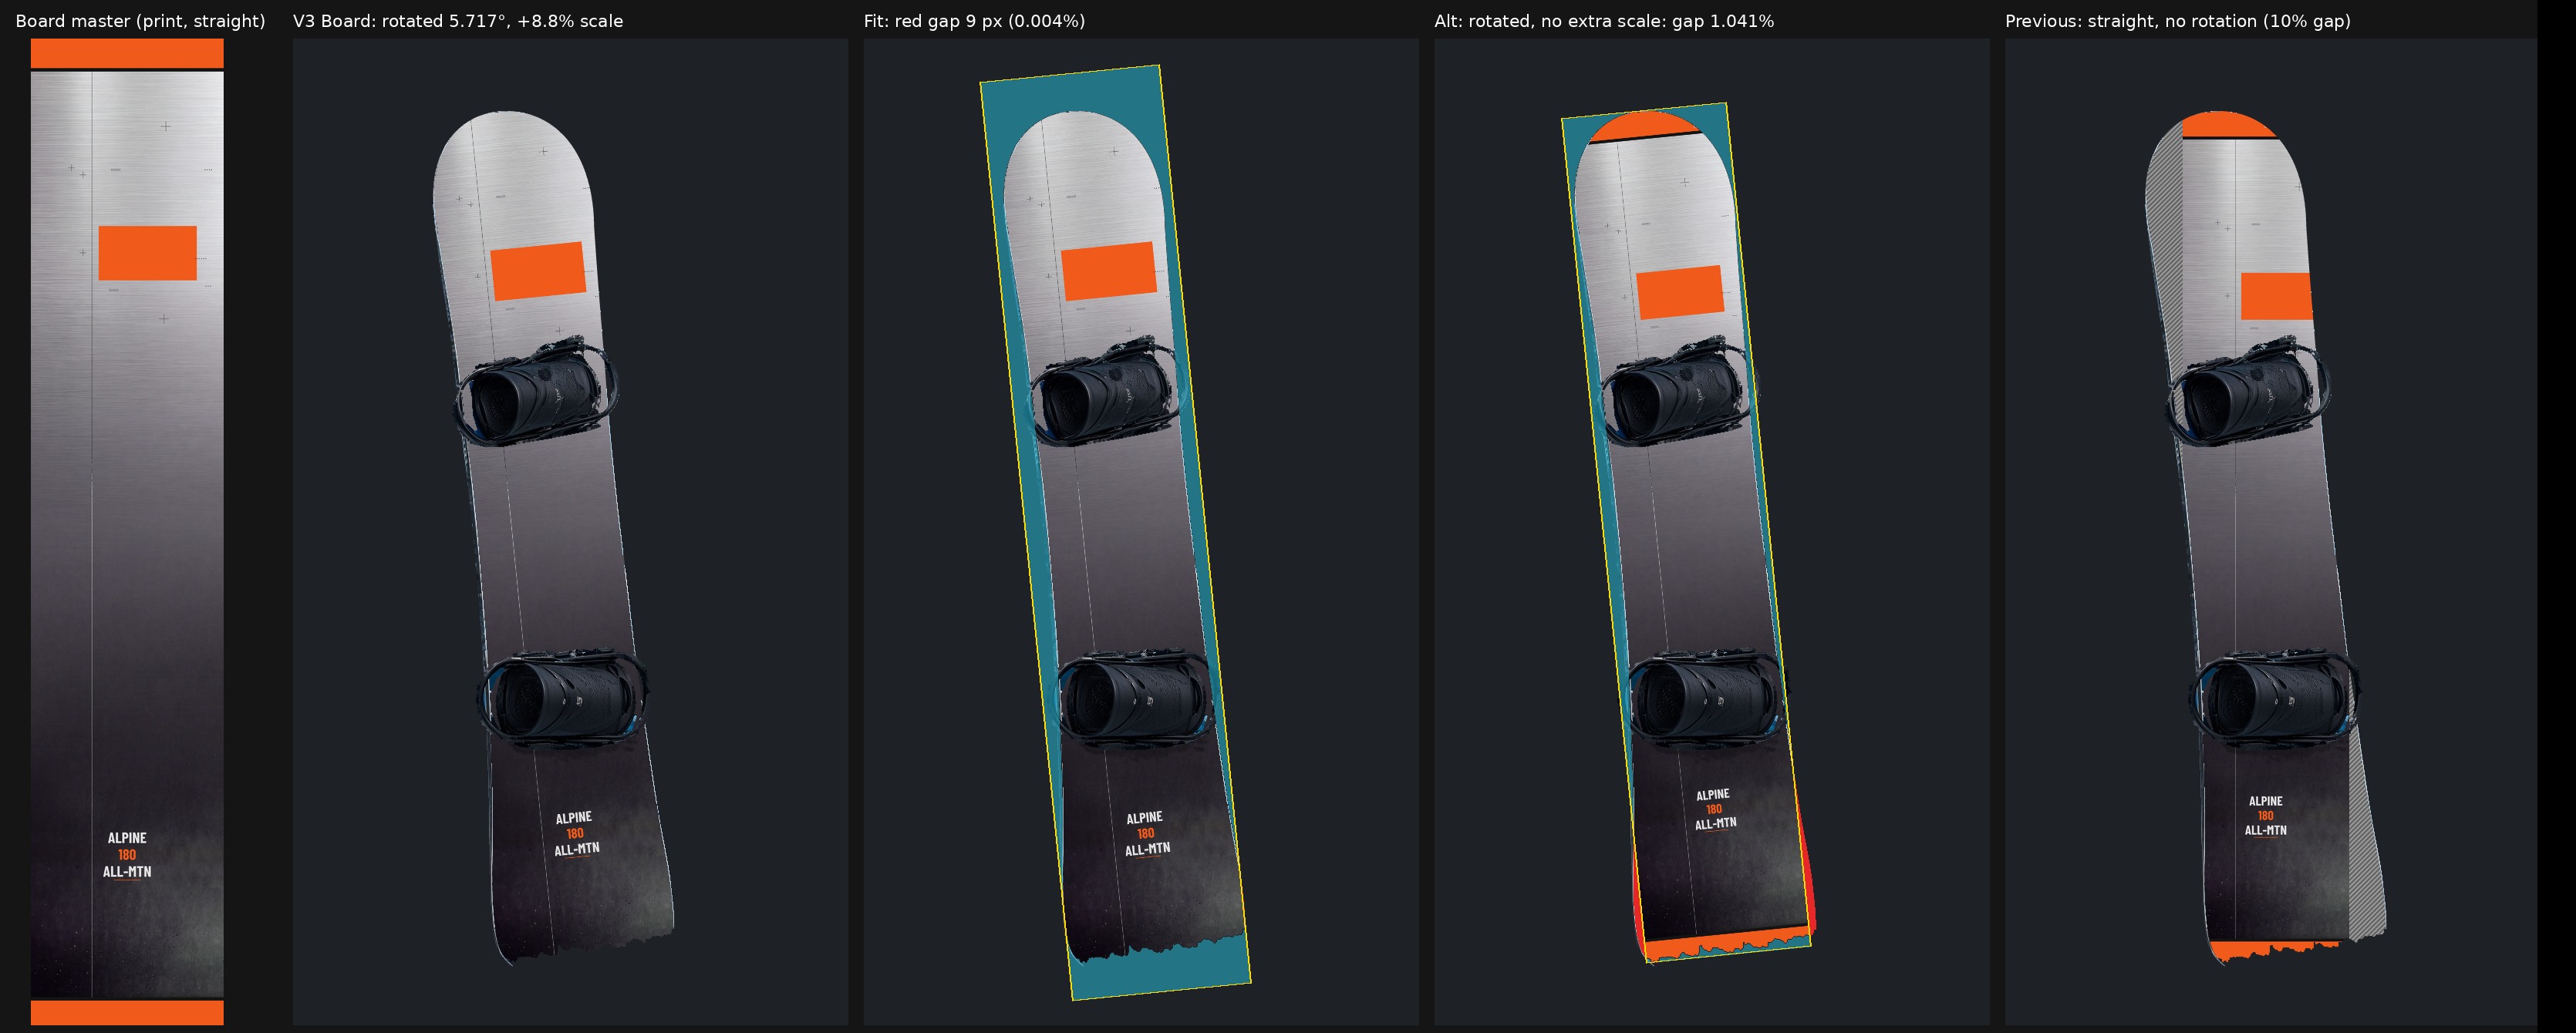 Board master (print, straight)
V3 Board: rotated 5.717°, +8.8% scale
Fit: red gap 9 px (0.004%)
Alt: rotated, no extra scale: gap 1.041%
Previous: straight, no rotation (10% gap)
ALPINE
180
ALL-MTN
ALPINE
180
ALL-MTN
ALPINE
180
ALL-MTN
ALPINE
180
ALL-MTN
ALPINE
180
ALL-MTN